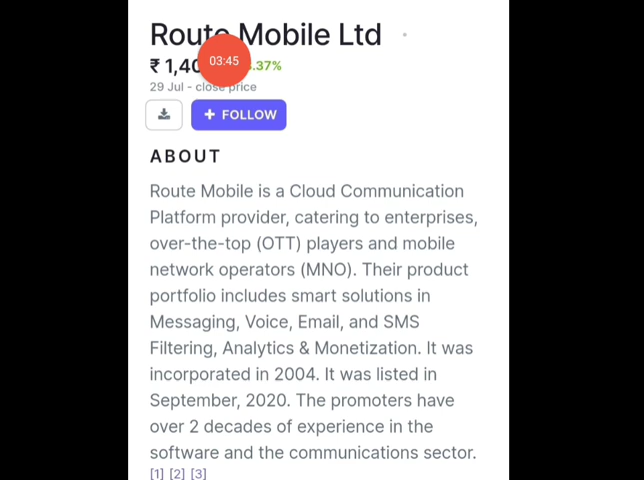 Route Mobile Ltd
₹ 1,40 .37%
03:45
29 Jul - close price
+ FOLLOW
ABOUT
Route Mobile is a Cloud Communication
Platform provider, catering to enterprises,
over-the-top (OTT) players and mobile
network operators (MNO). Their product
portfolio includes smart solutions in
Messaging, Voice, Email, and SMS
Filtering, Analytics & Monetization. It was
incorporated in 2004. It was listed in
September, 2020. The promoters have
over 2 decades of experience in the
software and the communications sector.
[1] [2] [3]